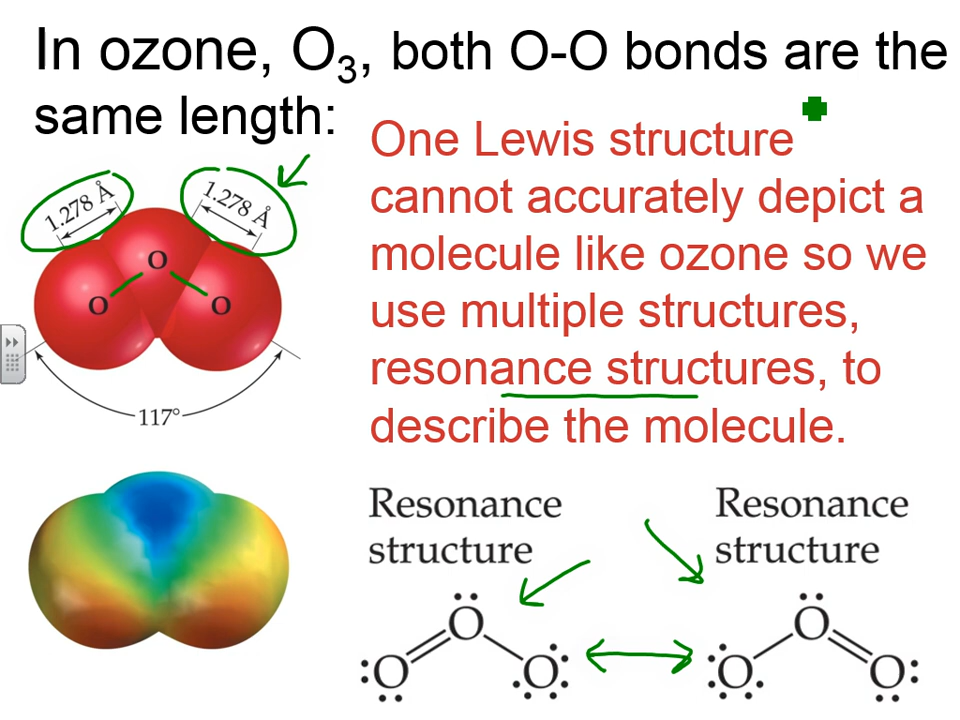 In ozone, O₃, both O-O bonds are the
same length:
One Lewis structure
cannot accurately depict a
molecule like ozone so we
use multiple structures,
resonance structures, to
describe the molecule.
1.278 Å
1.278 Å
O
O
O
117°
Resonance
structure
Resonance
structure
O
O
O
O
O
O